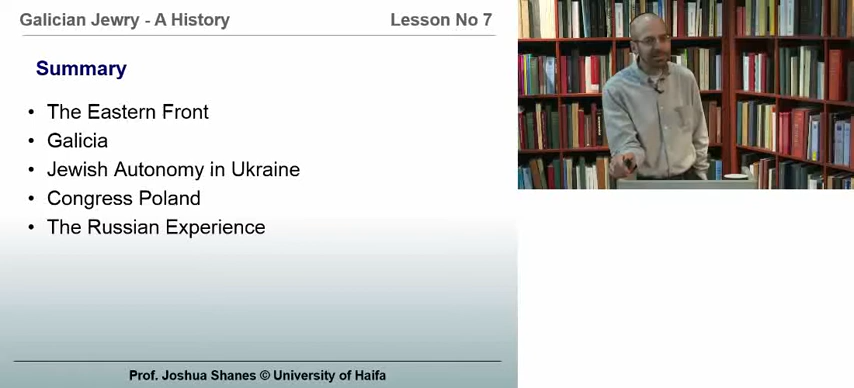 Galician Jewry - A History Lesson No 7
Summary
• The Eastern Front
• Galicia
• Jewish Autonomy in Ukraine
• Congress Poland
• The Russian Experience
Prof. Joshua Shanes © University of Haifa